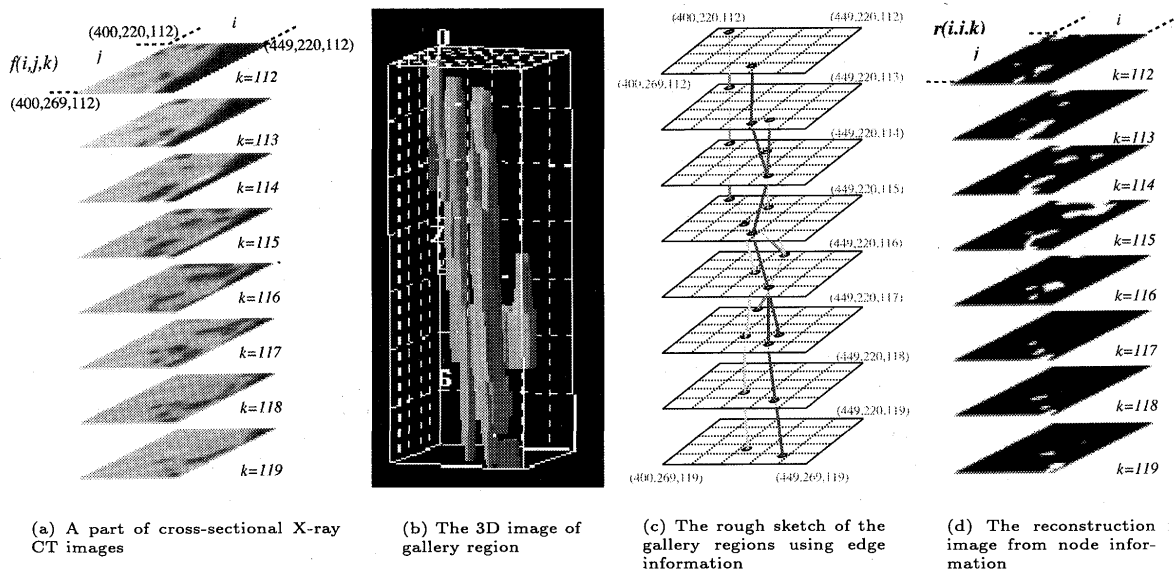 (400,220,112)
i
(449,220,112)
f(i,j,k)
j
k=112
(400,269,112)
k=113
k=114
k=115
k=116
k=117
k=118
k=119
(a) A part of cross-sectional X-ray
CT images
0
Z
6
(b) The 3D image of
gallery region
(400,220,112)
(449,220,112)
(449,220,113)
(400,269,112)
(449,220,114)
(449,220,115)
(449,220,116)
(449,220,117)
(449,220,118)
(449,220,119)
(400,269,119)
(449,269,119)
(c) The rough sketch of the
gallery regions using edge
information
i
r(i.j.k)
j
k=112
k=113
k=114
k=115
k=116
k=117
k=118
k=119
(d) The reconstruction
image from node infor-
mation